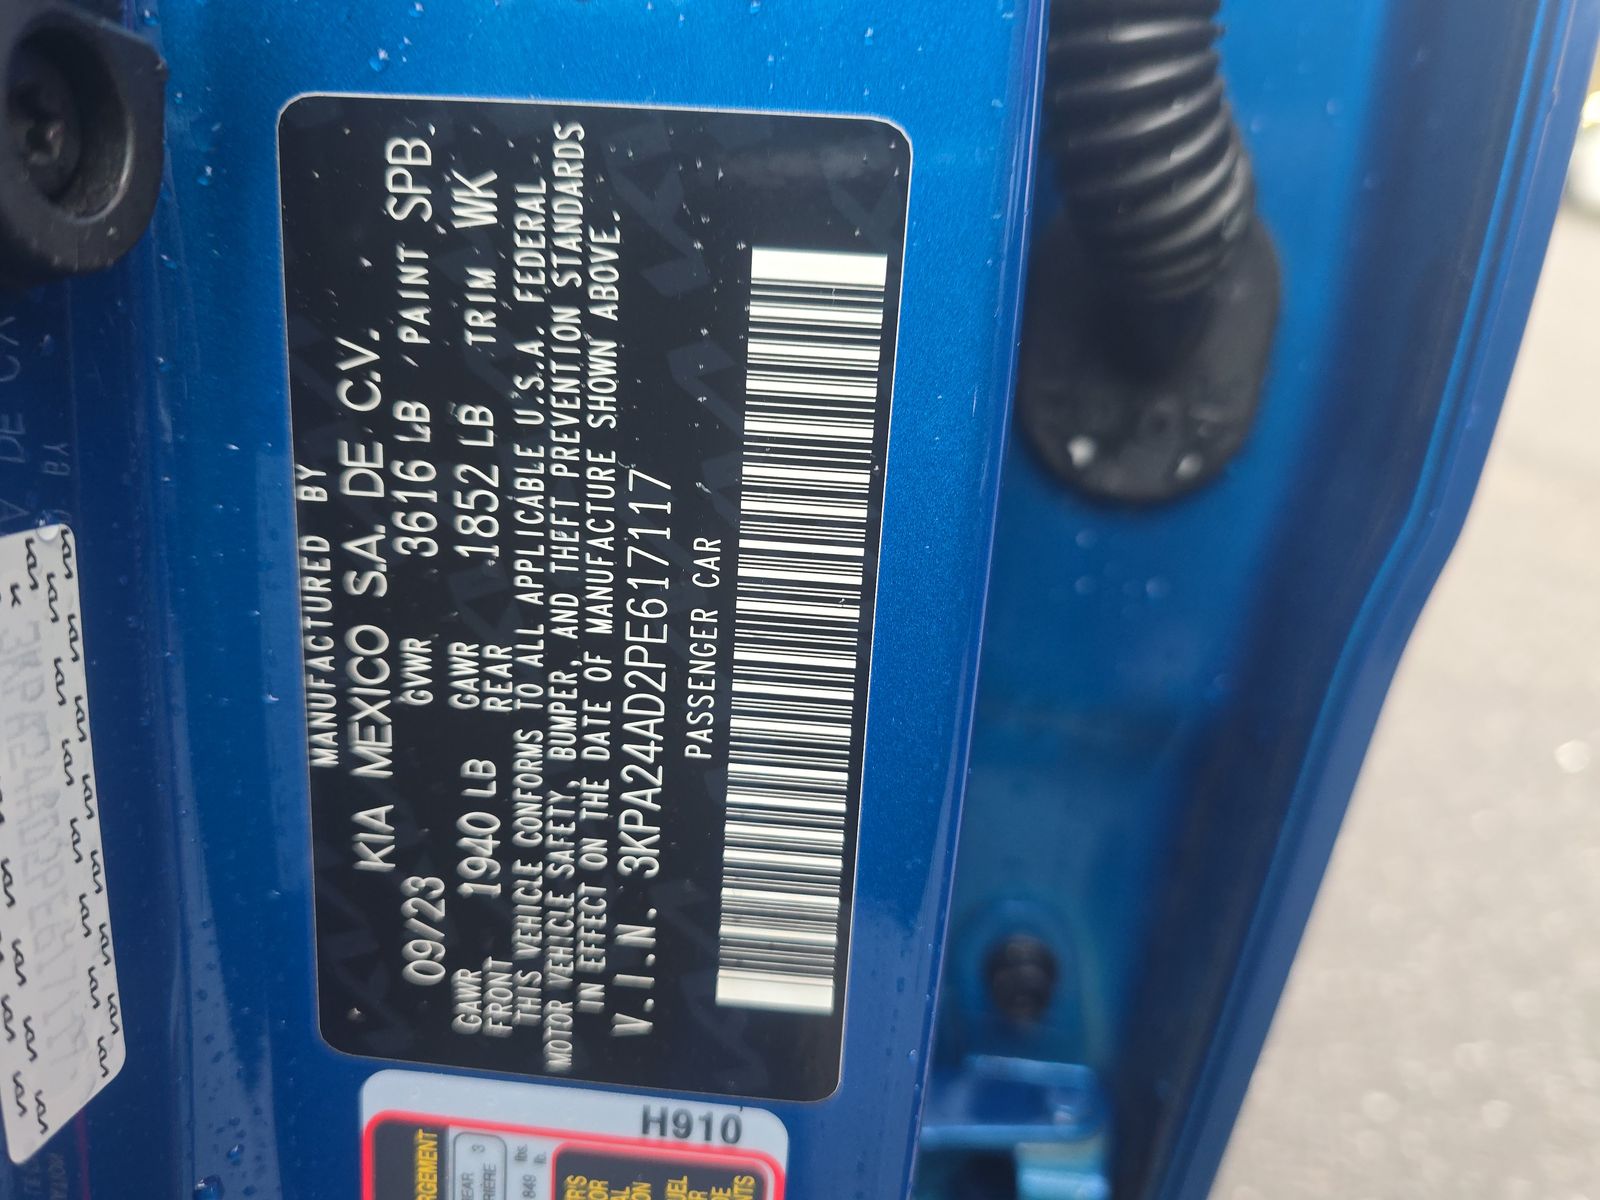 MANUFACTURED BY
KIA MEXICO S.A. DE C.V.
09/23 GVWR 3616 LB PAINT SPB.
GAWR FRONT 1940 LB GAWR REAR 1852 LB TRIM WK
THIS VEHICLE CONFORMS TO ALL APPLICABLE U.S.A. FEDERAL
MOTOR VEHICLE SAFETY, BUMPER, AND THEFT PREVENTION STANDARDS
IN EFFECT ON THE DATE OF MANUFACTURE SHOWN ABOVE.
V.I.N. 3KPA24AD2PE617117
PASSENGER CAR
H910
3KPA24AD2PE617117